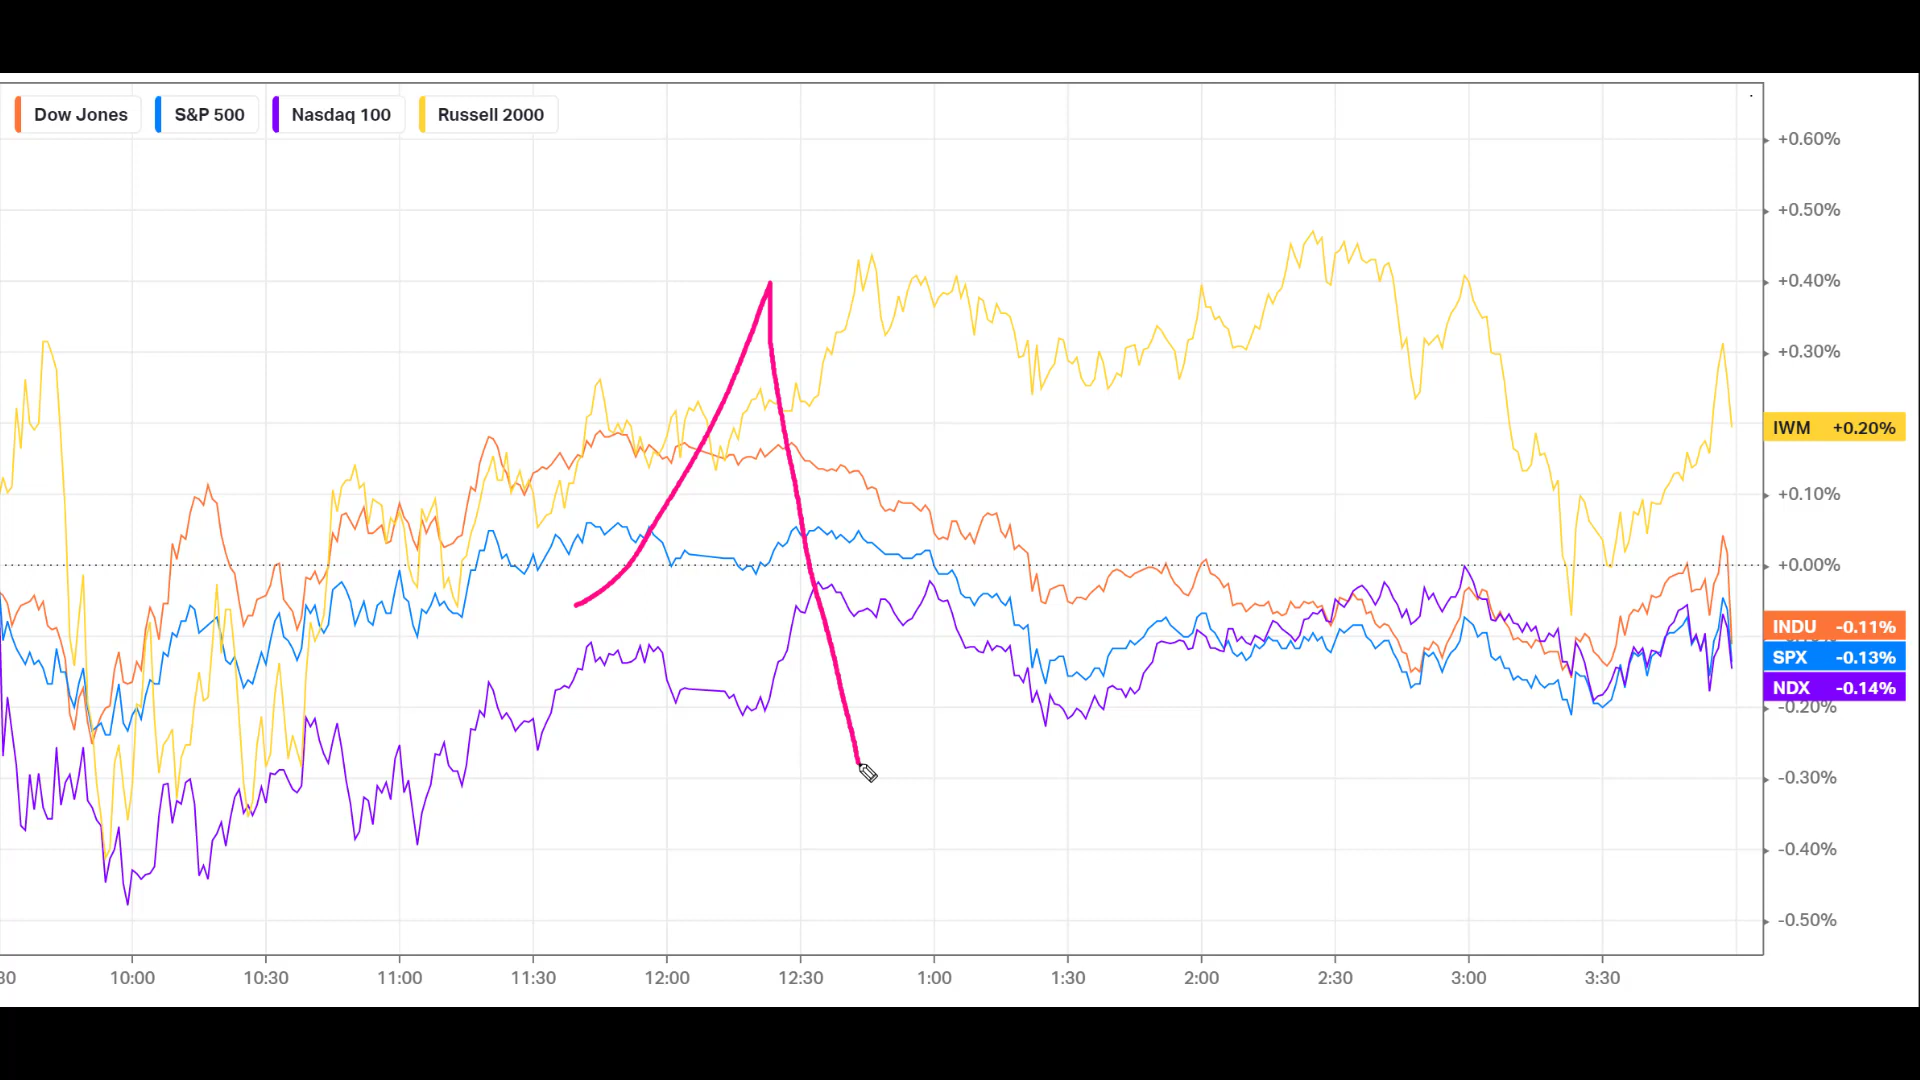 Dow Jones S&P 500 Nasdaq 100 Russell 2000
+0.60%
+0.50%
+0.40%
+0.30%
IWM +0.20%
+0.10%
+0.00%
INDU -0.11%
SPX -0.13%
NDX -0.14%
-0.20%
-0.30%
-0.40%
-0.50%
30 10:00 10:30 11:00 11:30 12:00 12:30 1:00 1:30 2:00 2:30 3:00 3:30